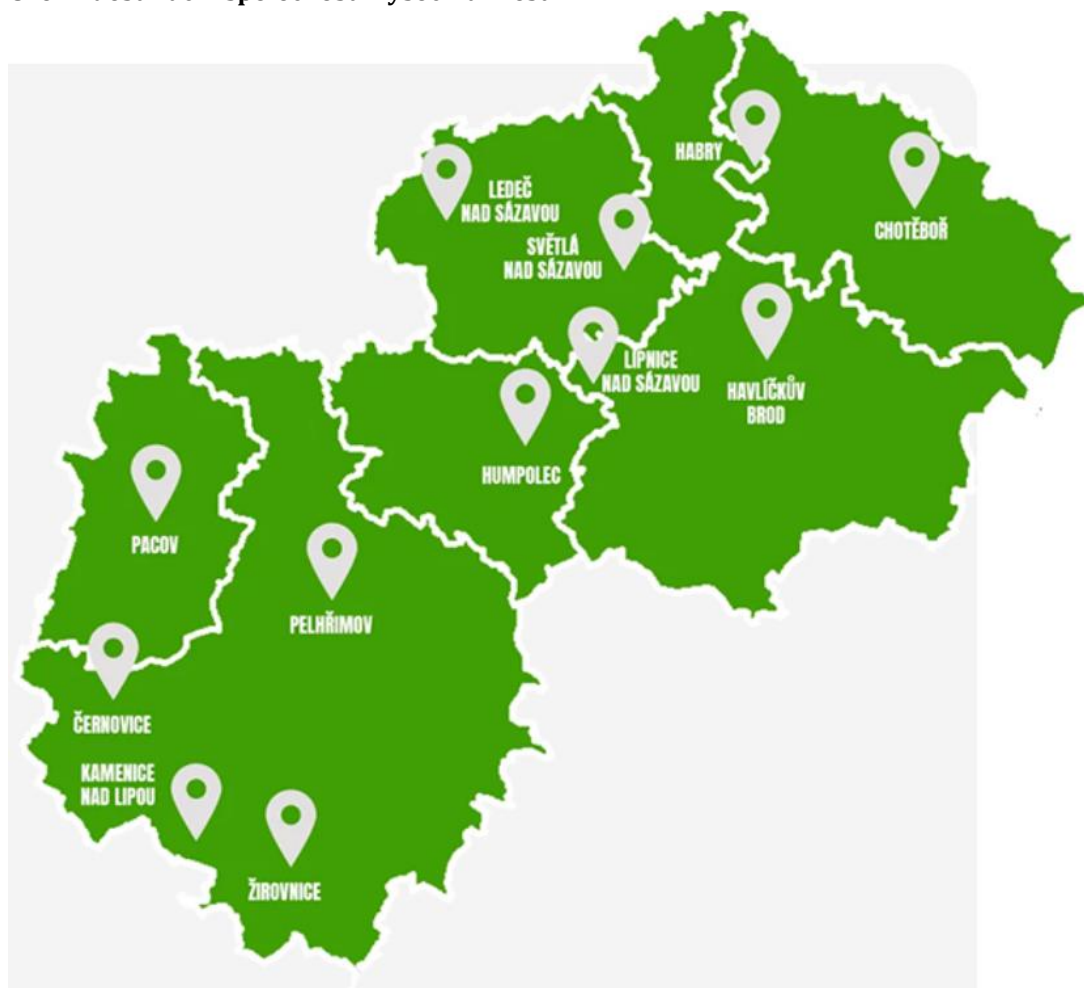 HABRY
LEDEČ
NAD SÁZAVOU
CHOTĚBOŘ
SVĚTLÁ
NAD SÁZAVOU
LIPNICE
NAD SÁZAVOU
HAVLÍČKŮV
BROD
HUMPOLEC
PACOV
PELHŘIMOV
ČERNOVICE
KAMENICE
NAD LIPOU
ŽIROVNICE